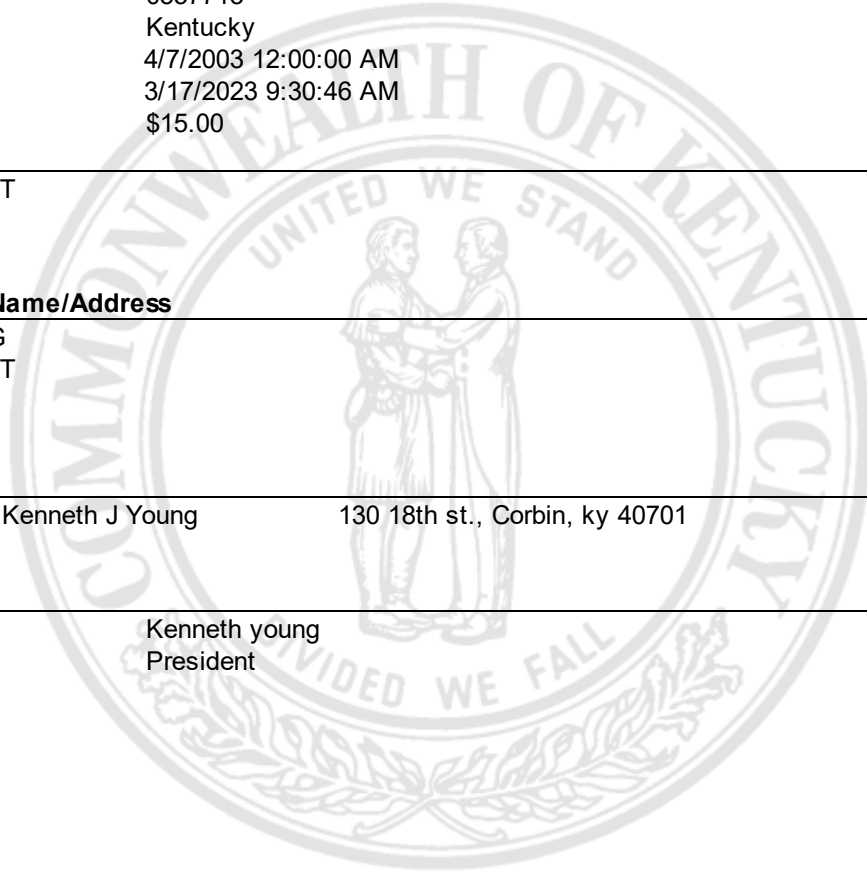 Kentucky
4/7/2003 12:00:00 AM
3/17/2023 9:30:46 AM
$15.00
T
Name/Address
G
T
Kenneth J Young 130 18th st., Corbin, ky 40701
Kenneth young
President
COMMONWEALTH OF KENTUCKY
UNITED WE STAND
DIVIDED WE FALL